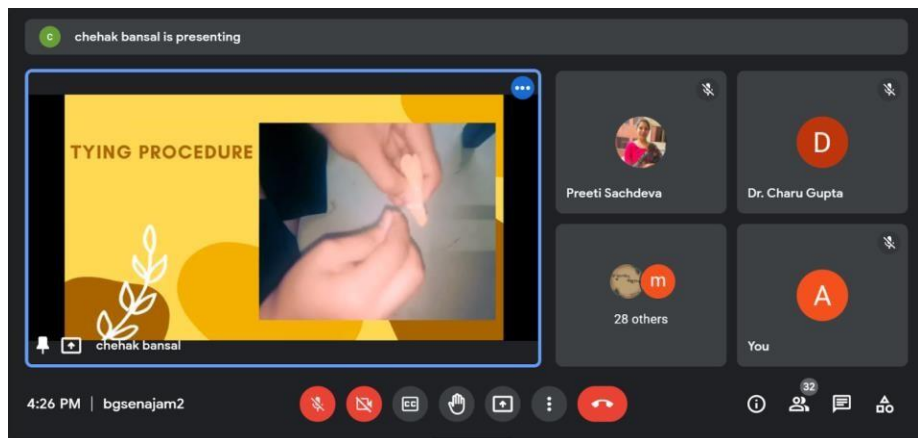 c chehak bansal is presenting
TYING PROCEDURE
chehak bansal
Preeti Sachdeva
D
Dr. Charu Gupta
m
28 others
A
You
4:26 PM | bgsenajam2
CC
32